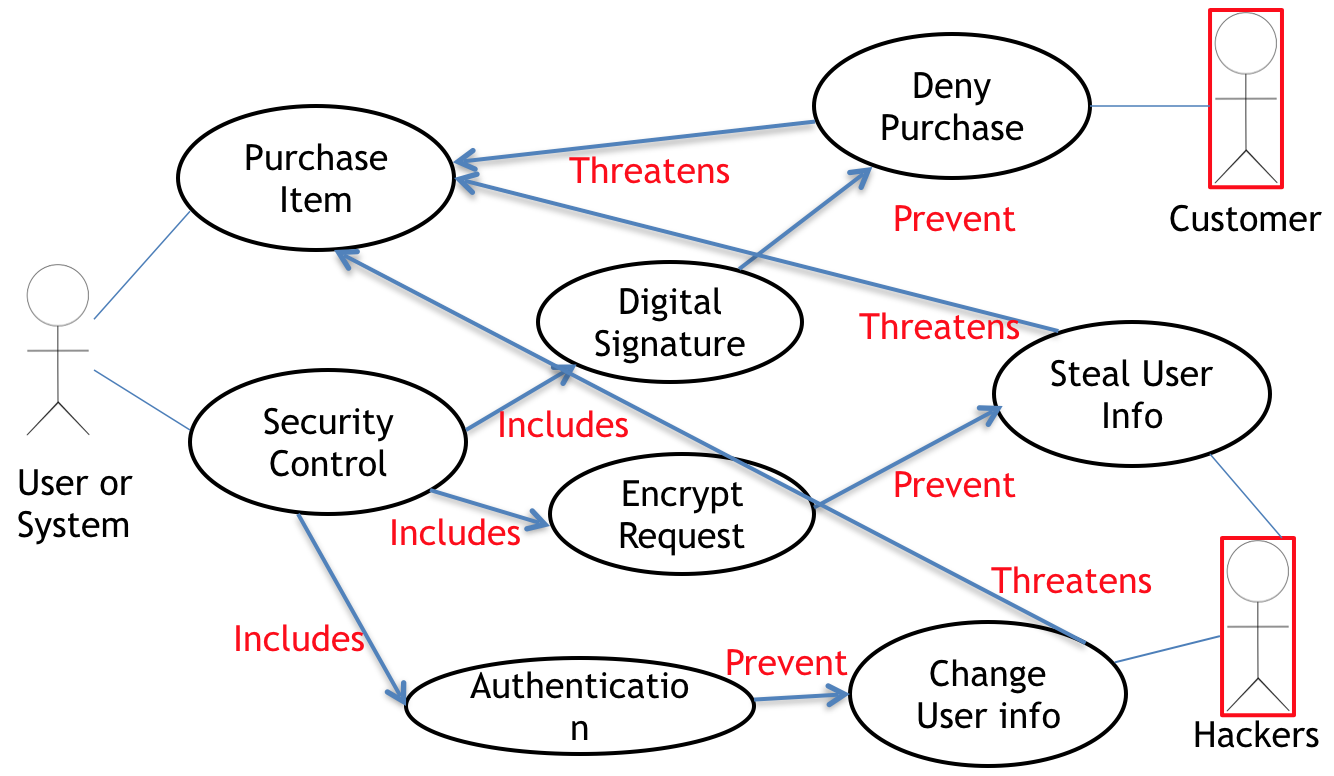 Deny
Purchase
Purchase
Item
Threatens
Prevent
Customer
Digital
Signature
Threatens
Steal User
Info
Security
Control
Includes
User or
System
Encrypt
Request
Prevent
Includes
Threatens
Includes
Prevent
Authenticatio
n
Change
User info
Hackers